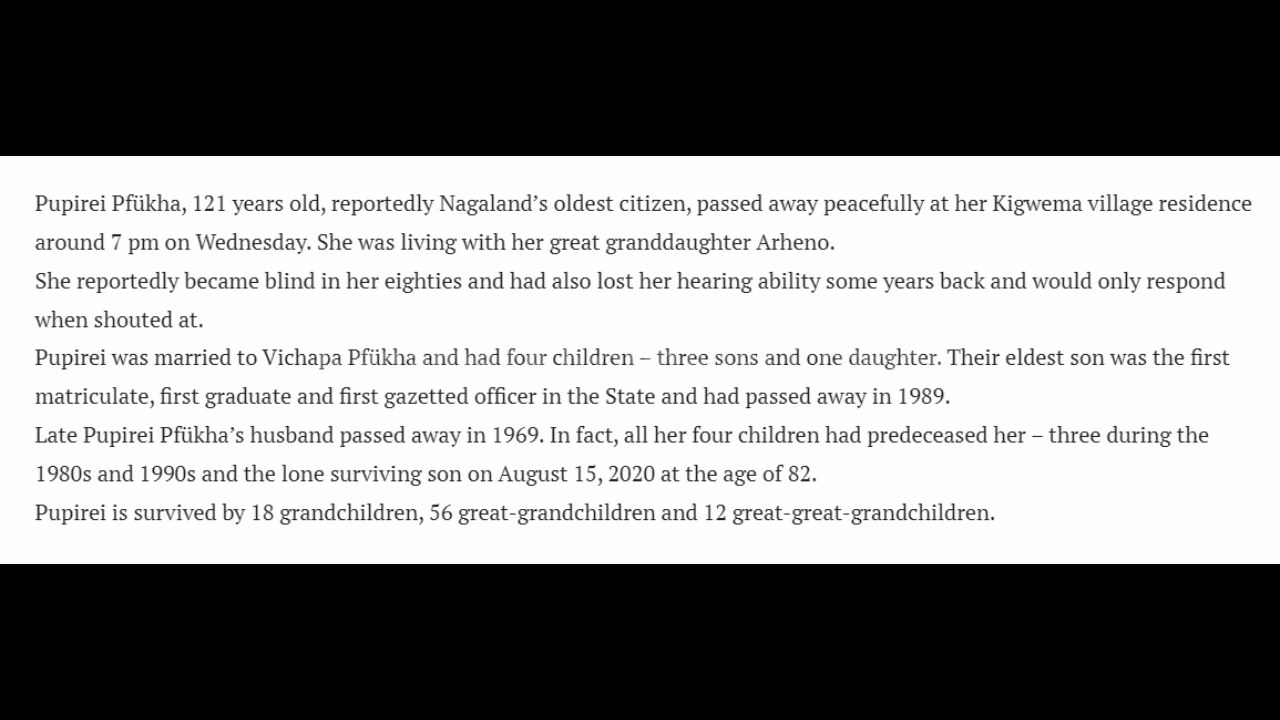 Pupirei Pfükha, 121 years old, reportedly Nagaland’s oldest citizen, passed away peacefully at her Kigwema village residence
around 7 pm on Wednesday. She was living with her great granddaughter Arheno.
She reportedly became blind in her eighties and had also lost her hearing ability some years back and would only respond
when shouted at.
Pupirei was married to Vichapa Pfükha and had four children – three sons and one daughter. Their eldest son was the first
matriculate, first graduate and first gazetted officer in the State and had passed away in 1989.
Late Pupirei Pfükha’s husband passed away in 1969. In fact, all her four children had predeceased her – three during the
1980s and 1990s and the lone surviving son on August 15, 2020 at the age of 82.
Pupirei is survived by 18 grandchildren, 56 great-grandchildren and 12 great-great-grandchildren.